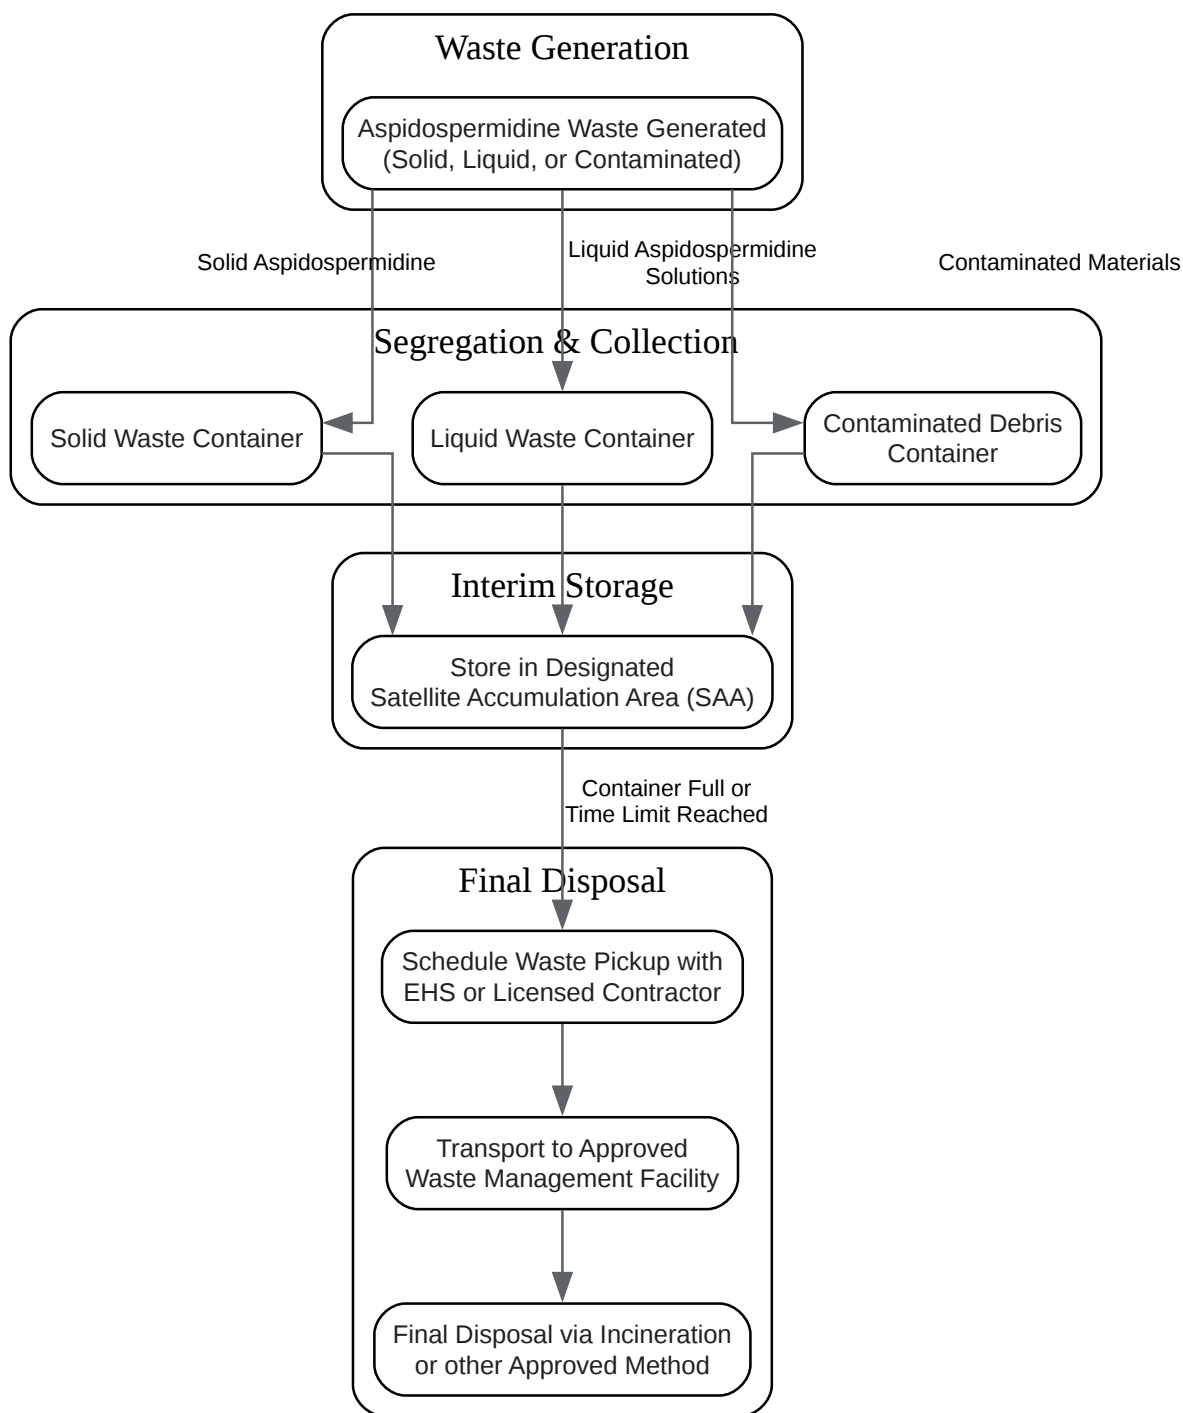 Waste Generation
Aspidospermidine Waste Generated
(Solid, Liquid, or Contaminated)
Solid Aspidospermidine
Liquid Aspidospermidine
Solutions
Contaminated Materials
Segregation & Collection
Solid Waste Container
Liquid Waste Container
Contaminated Debris
Container
Interim Storage
Store in Designated
Satellite Accumulation Area (SAA)
Container Full or
Time Limit Reached
Final Disposal
Schedule Waste Pickup with
EHS or Licensed Contractor
Transport to Approved
Waste Management Facility
Final Disposal via Incineration
or other Approved Method